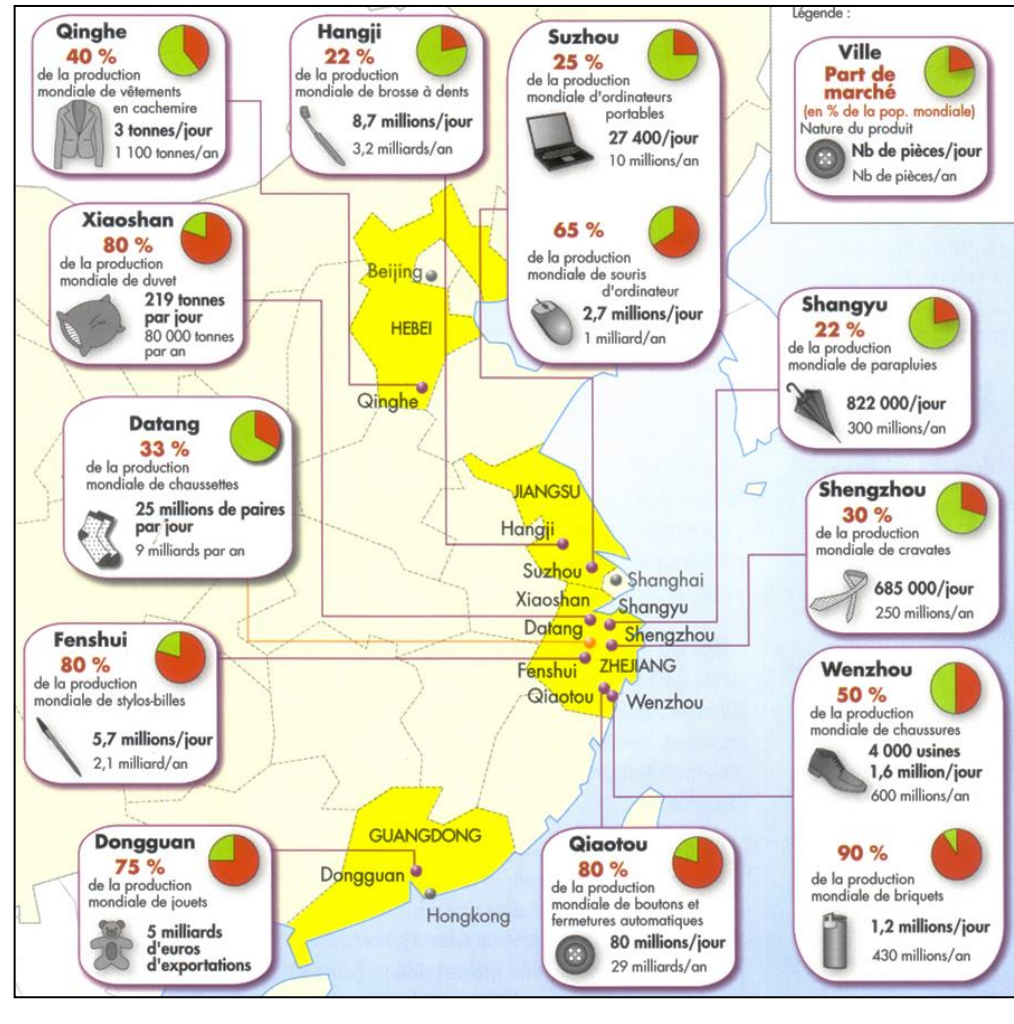 Légende :
Ville
Part de
marché
(en % de la pop. mondiale)
Nature du produit
Nb de pièces/jour
Nb de pièces/an
Qinghe
40 %
de la production
mondiale de vêtements
en cachemire
3 tonnes/jour
1 100 tonnes/an
Hangji
22 %
de la production
mondiale de brosse à dents
8,7 millions/jour
3,2 milliards/an
Suzhou
25 %
de la production
mondiale d'ordinateurs
portables
27 400/jour
10 millions/an
65 %
de la production
mondiale de souris
d'ordinateur
2,7 millions/jour
1 milliard/an
Xiaoshan
80 %
de la production
mondiale de duvet
219 tonnes
par jour
80 000 tonnes
par an
Shangyu
22 %
de la production
mondiale de parapluies
822 000/jour
300 millions/an
Datang
33 %
de la production
mondiale de chaussettes
25 millions de paires
par jour
9 milliards par an
Shengzhou
30 %
de la production
mondiale de cravates
685 000/jour
250 millions/an
Fenshui
80 %
de la production
mondiale de stylos-billes
5,7 millions/jour
2,1 milliard/an
Wenzhou
50 %
de la production
mondiale de chaussures
4 000 usines
1,6 million/jour
600 millions/an
90 %
de la production
mondiale de briquets
1,2 millions/jour
430 millions/an
Dongguan
75 %
de la production
mondiale de jouets
5 milliards
d'euros
d'exportations
Qiaotou
80 %
de la production
mondiale de boutons et
fermetures automatiques
80 millions/jour
29 milliards/an
Beijing
HEBEI
Qinghe
JIANGSU
Hangji
Suzhou
Shanghai
Xiaoshan
Shangyu
Datang
Shengzhou
Fenshui
ZHEJIANG
Qiaotou
Wenzhou
GUANGDONG
Dongguan
Hongkong